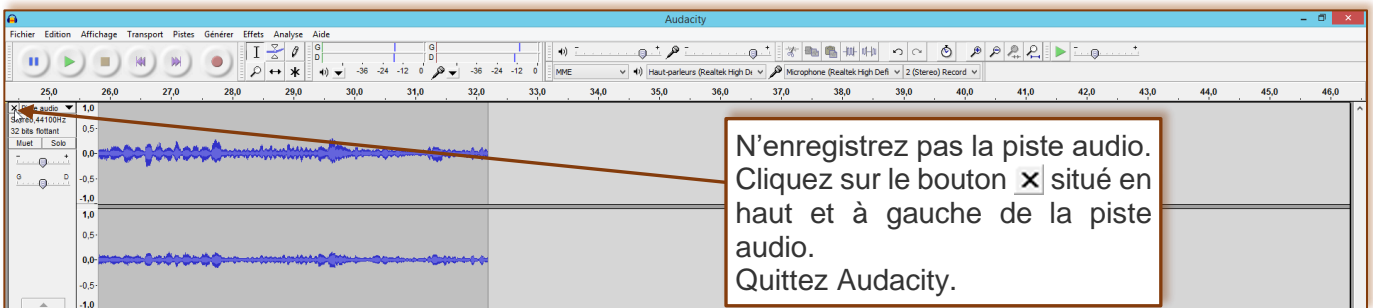 Audacity
Fichier Edition Affichage Transport Pistes Générer Effets Analyse Aide
G G
D D
-36 -24 -12 0 -36 -24 -12 0
MME Haut-parleurs (Realtek High De Microphone (Realtek High Defi 2 (Stereo) Record
25,0 26,0 27,0 28,0 29,0 30,0 31,0 32,0 33,0 34,0 35,0 36,0 37,0 38,0 39,0 40,0 41,0 42,0 43,0 44,0 45,0 46,0
audio
44100Hz
32 bits flottant
Muet Solo
- +
G D
1,0
0,5
0,0
-0,5
-1,0
1,0
0,5
0,0
-0,5
-1,0
N'enregistrez pas la piste audio.
Cliquez sur le bouton X situé en
haut et à gauche de la piste
audio.
Quittez Audacity.